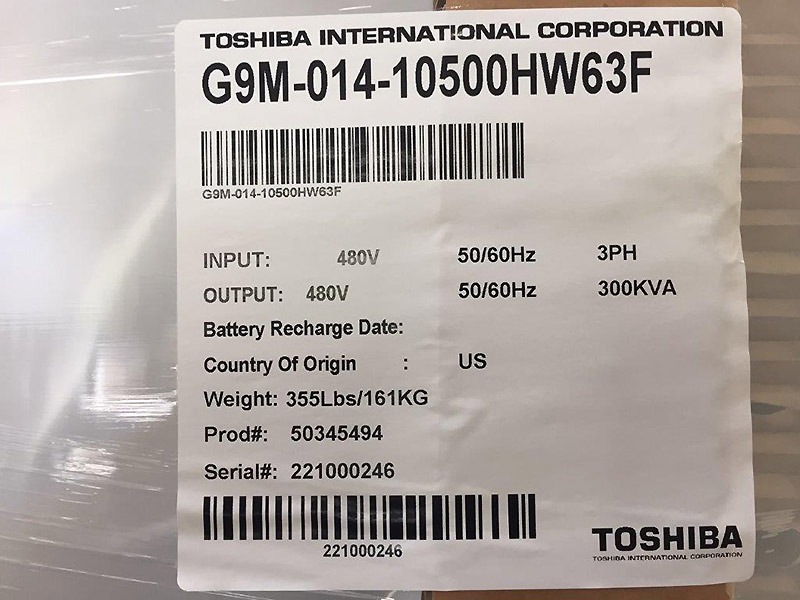 TOSHIBA INTERNATIONAL CORPORATION
G9M-014-10500HW63F
G9M-014-10500HW63F
INPUT: 480V 50/60Hz 3PH
OUTPUT: 480V 50/60Hz 300KVA
Battery Recharge Date:
Country Of Origin : US
Weight: 355Lbs/161KG
Prod#: 50345494
Serial#: 221000246
221000246
TOSHIBA
TOSHIBA INTERNATIONAL CORPORATION